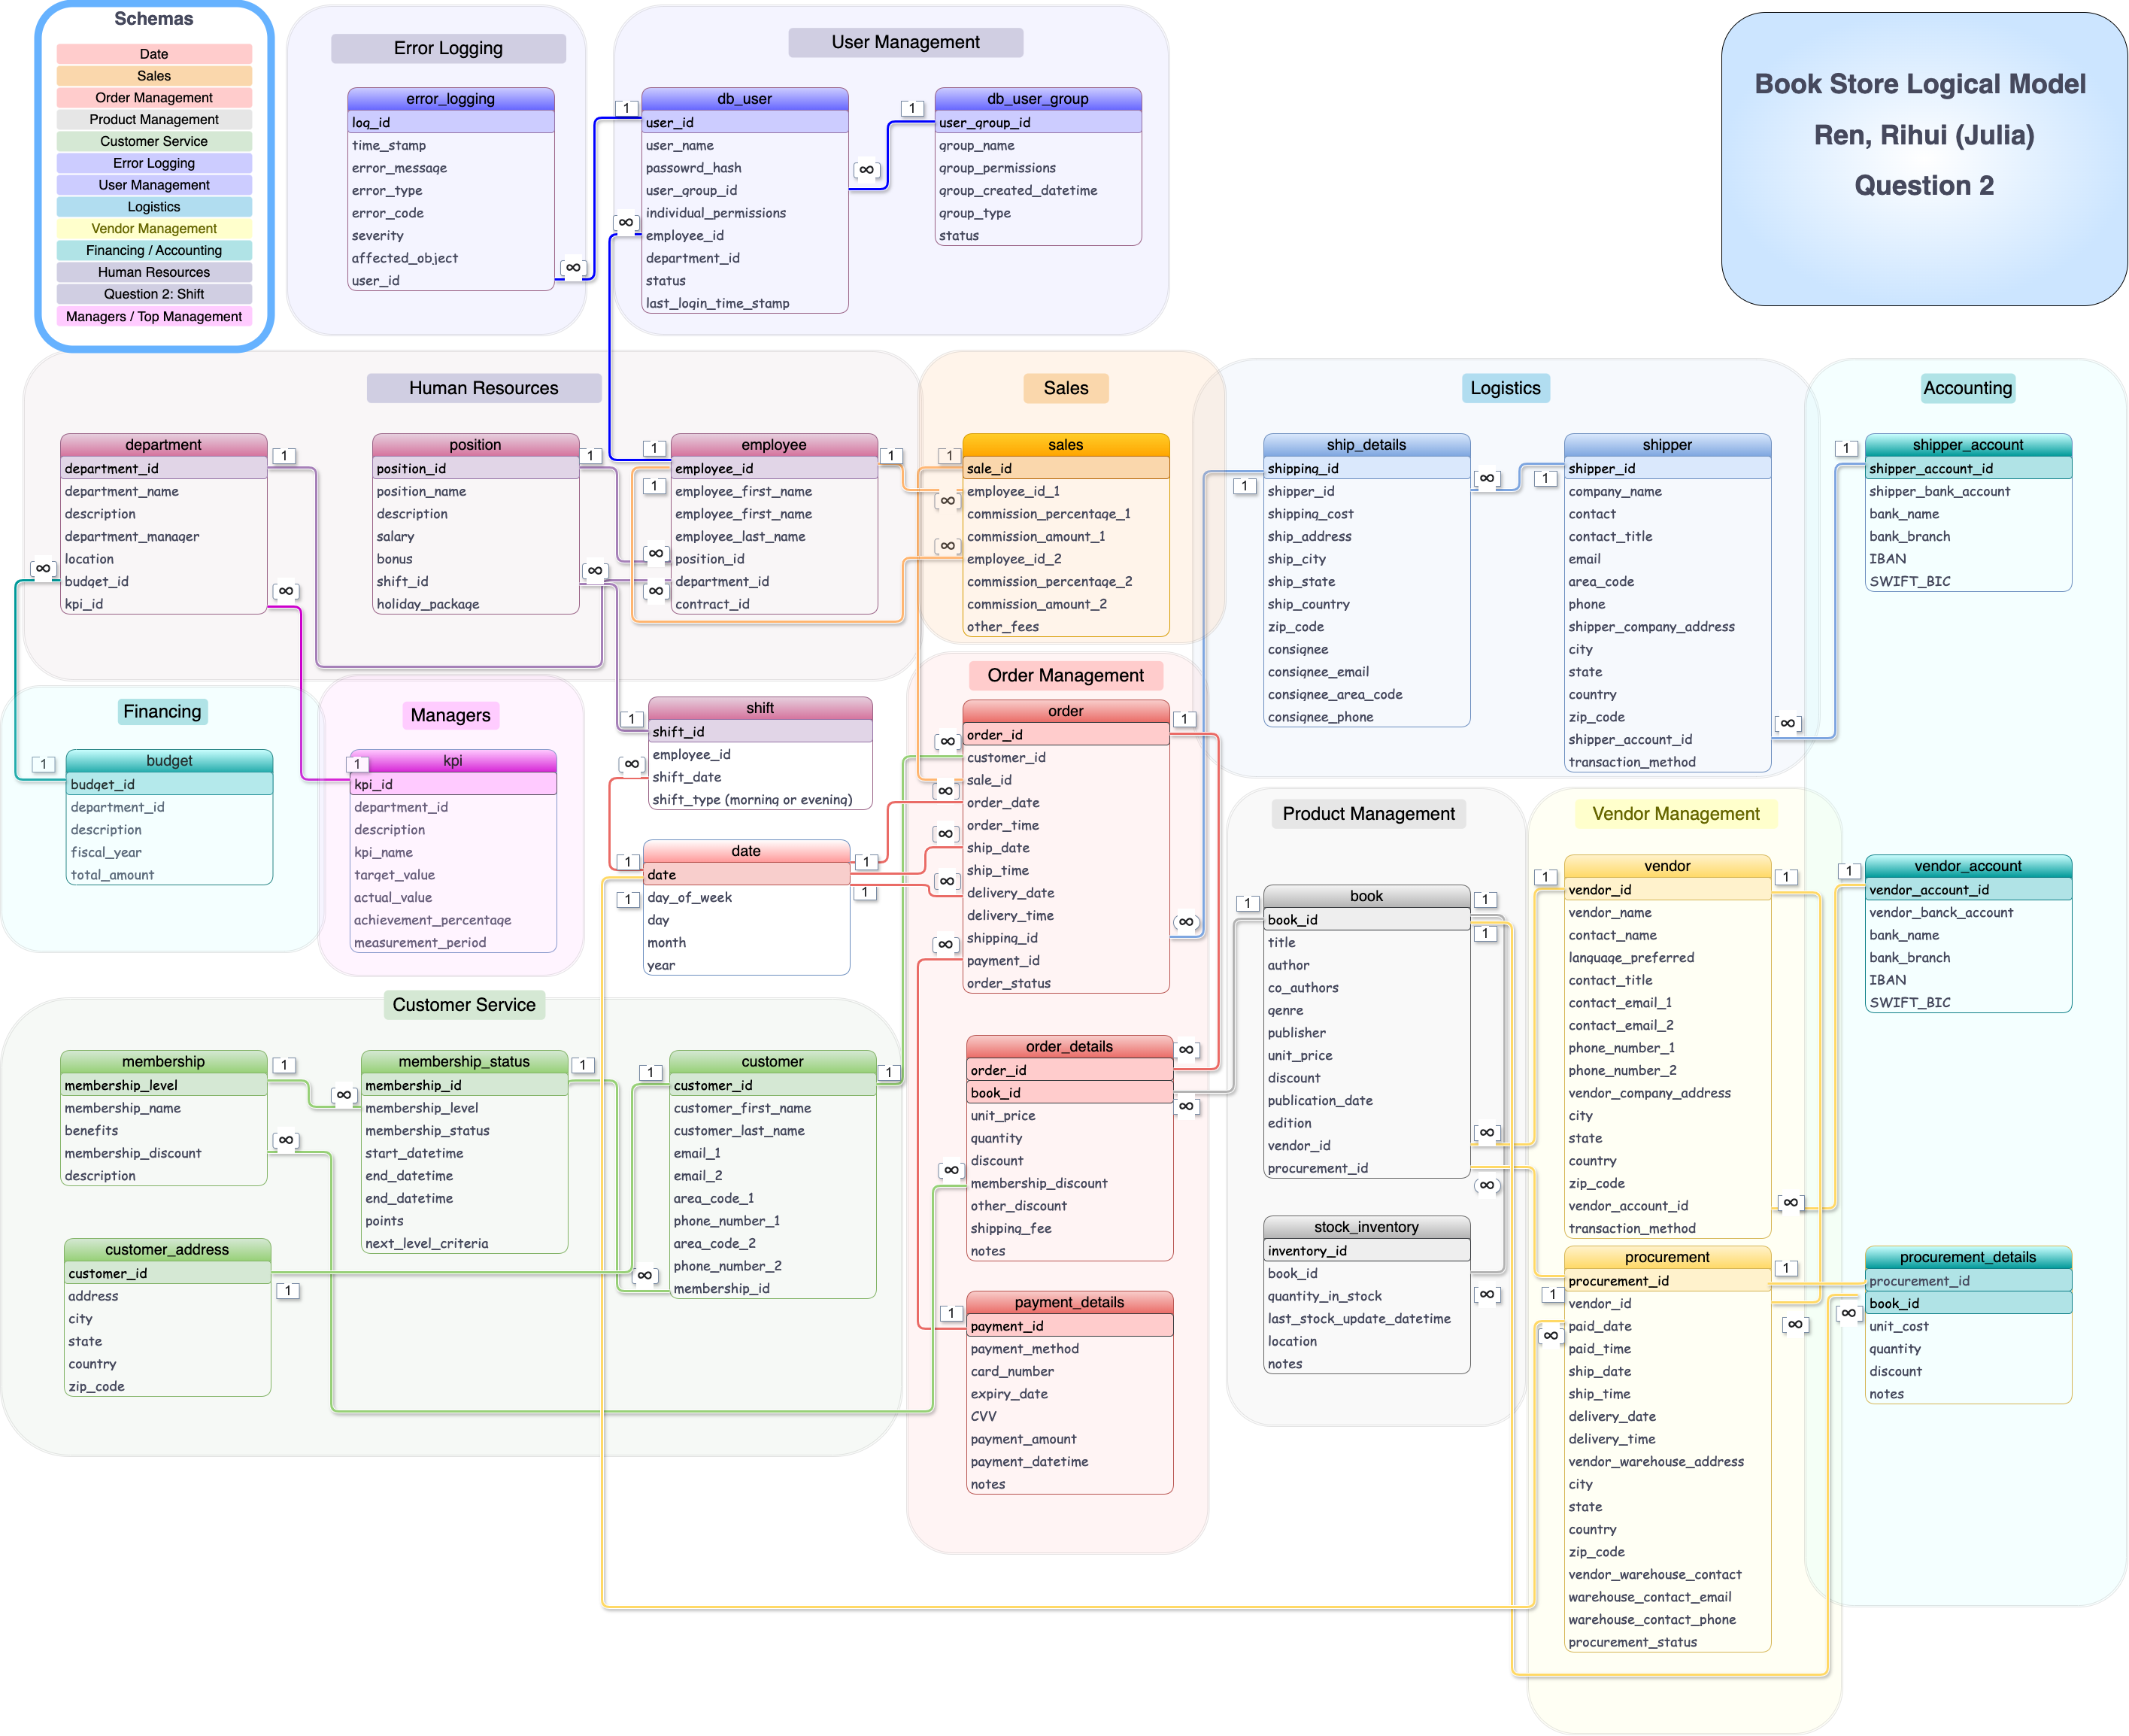 Schemas
Date
Sales
Order Management
Product Management
Customer Service
Error Logging
User Management
Logistics
Vendor Management
Financing / Accounting
Human Resources
Question 2: Shift
Managers / Top Management
Error Logging
error_logging
log_id
time_stamp
error_message
error_type
error_code
severity
affected_object
user_id
User Management
db_user
user_id
user_name
passowrd_hash
user_group_id
individual_permissions
employee_id
department_id
status
last_login_time_stamp
db_user_group
user_group_id
group_name
group_permissions
group_created_datetime
group_type
status
Book Store Logical Model
Ren, Rihui (Julia)
Question 2
Human Resources
department
department_id
department_name
description
department_manager
location
budget_id
kpi_id
position
position_id
position_name
description
salary
bonus
shift_id
holiday_package
employee
employee_id
employee_first_name
employee_first_name
employee_last_name
position_id
department_id
contract_id
Sales
sales
sale_id
employee_id_1
commission_percentage_1
commission_amount_1
employee_id_2
commission_percentage_2
commission_amount_2
other_fees
Logistics
ship_details
shipping_id
shipper_id
shipping_cost
ship_address
ship_city
ship_state
ship_country
zip_code
consignee
consignee_email
consignee_area_code
consignee_phone
shipper
shipper_id
company_name
contact
contact_title
email
area_code
phone
shipper_company_address
city
state
country
zip_code
shipper_account_id
transaction_method
Accounting
shipper_account
shipper_account_id
shipper_bank_account
bank_name
bank_branch
IBAN
SWIFT_BIC
Financing
budget
budget_id
department_id
description
fiscal_year
total_amount
Managers
kpi
kpi_id
department_id
description
kpi_name
target_value
actual_value
achievement_percentage
measurement_period
shift
shift_id
employee_id
shift_date
shift_type (morning or evening)
date
date
day_of_week
day
month
year
Order Management
order
order_id
customer_id
sale_id
order_date
order_time
ship_date
ship_time
delivery_date
delivery_time
shipping_id
payment_id
order_status
order_details
order_id
book_id
unit_price
quantity
discount
membership_discount
other_discount
shipping_fee
notes
payment_details
payment_id
payment_method
card_number
expiry_date
CVV
payment_amount
payment_datetime
notes
Product Management
book
book_id
title
author
co_authors
genre
publisher
unit_price
discount
publication_date
edition
vendor_id
procurement_id
stock_inventory
inventory_id
book_id
quantity_in_stock
last_stock_update_datetime
location
notes
Vendor Management
vendor
vendor_id
vendor_name
contact_name
language_preferred
contact_title
contact_email_1
contact_email_2
phone_number_1
phone_number_2
vendor_company_address
city
state
country
zip_code
vendor_account_id
transaction_method
procurement
procurement_id
vendor_id
paid_date
paid_time
ship_date
ship_time
delivery_date
delivery_time
vendor_warehouse_address
city
state
country
zip_code
vendor_warehouse_contact
warehouse_contact_email
warehouse_contact_phone
procurement_status
vendor_account
vendor_account_id
vendor_banck_account
bank_name
bank_branch
IBAN
SWIFT_BIC
procurement_details
procurement_id
book_id
unit_cost
quantity
discount
notes
Customer Service
membership
membership_level
membership_name
benefits
membership_discount
description
membership_status
membership_id
membership_level
membership_status
start_datetime
end_datetime
end_datetime
points
next_level_criteria
customer
customer_id
customer_first_name
customer_last_name
email_1
email_2
area_code_1
phone_number_1
area_code_2
phone_number_2
membership_id
customer_address
customer_id
address
city
state
country
zip_code